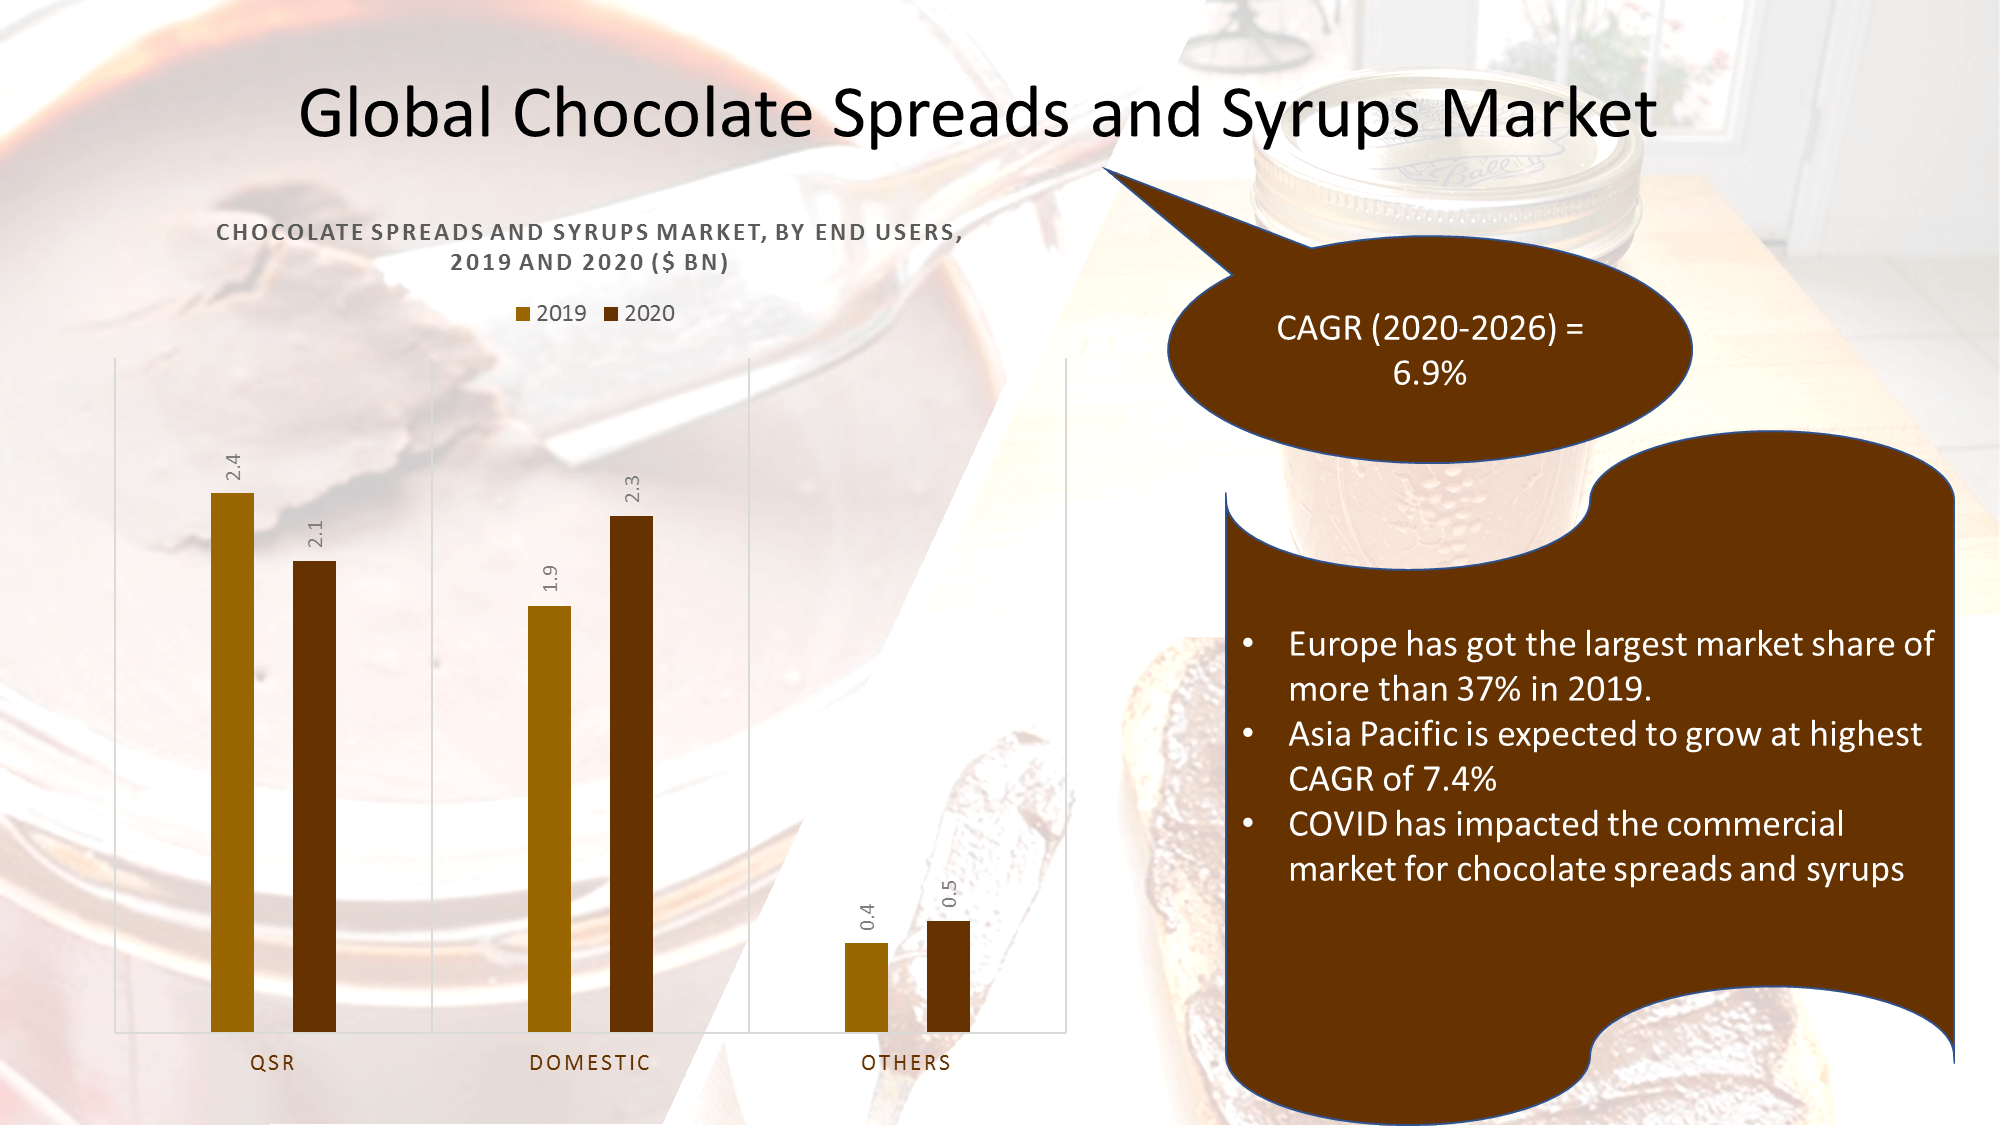 Global Chocolate Spreads and Syrups Market
CHOCOLATE SPREADS AND SYRUPS MARKET, BY END USERS,
2019 AND 2020 ($ BN)
2019 2020
2.4
2.1
1.9
2.3
0.4
0.5
QSR
DOMESTIC
OTHERS
CAGR (2020-2026) =
6.9%
• Europe has got the largest market share of
more than 37% in 2019.
• Asia Pacific is expected to grow at highest
CAGR of 7.4%
• COVID has impacted the commercial
market for chocolate spreads and syrups
Ball